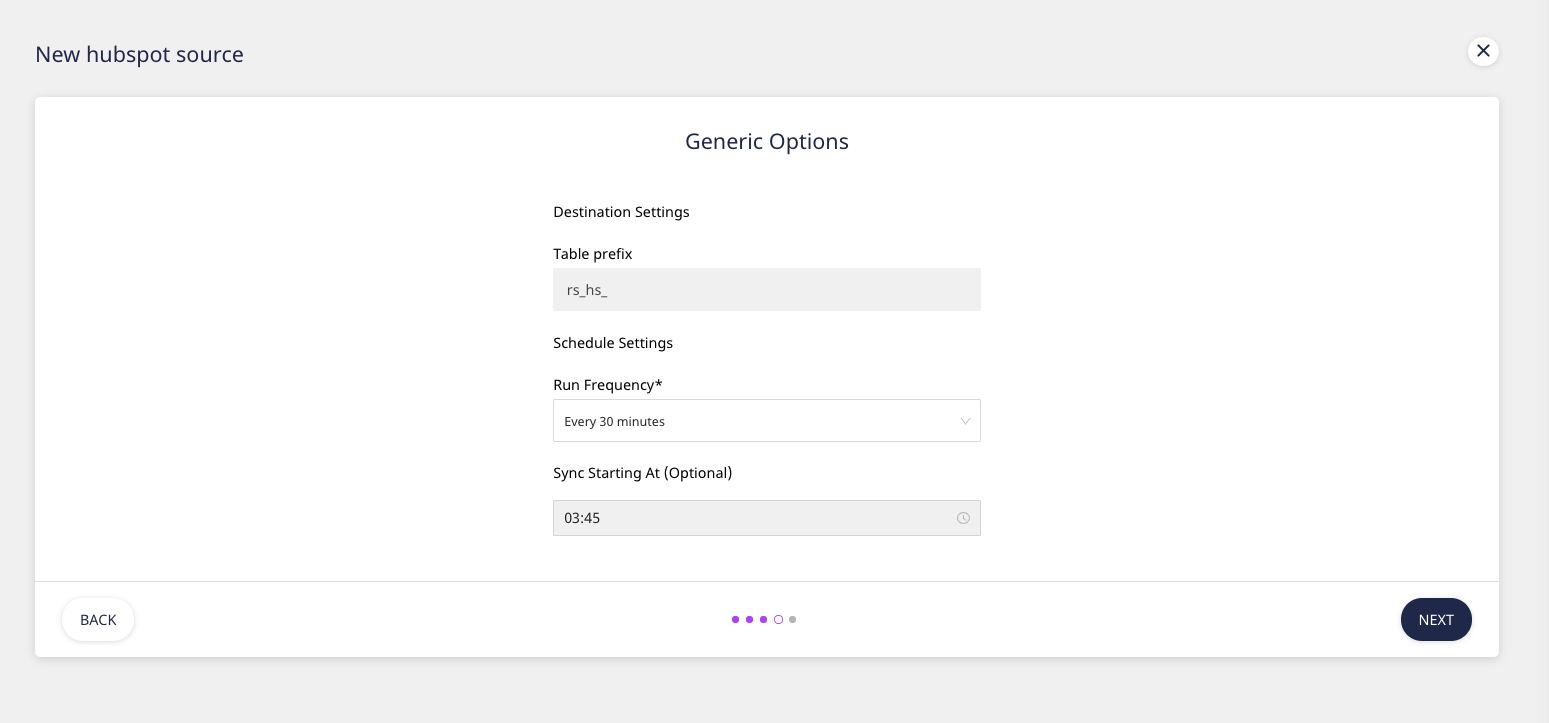 New hubspot source
Generic Options
Destination Settings
Table prefix
rs_hs_
Schedule Settings
Run Frequency*
Every 30 minutes
Sync Starting At (Optional)
03:45
BACK
NEXT